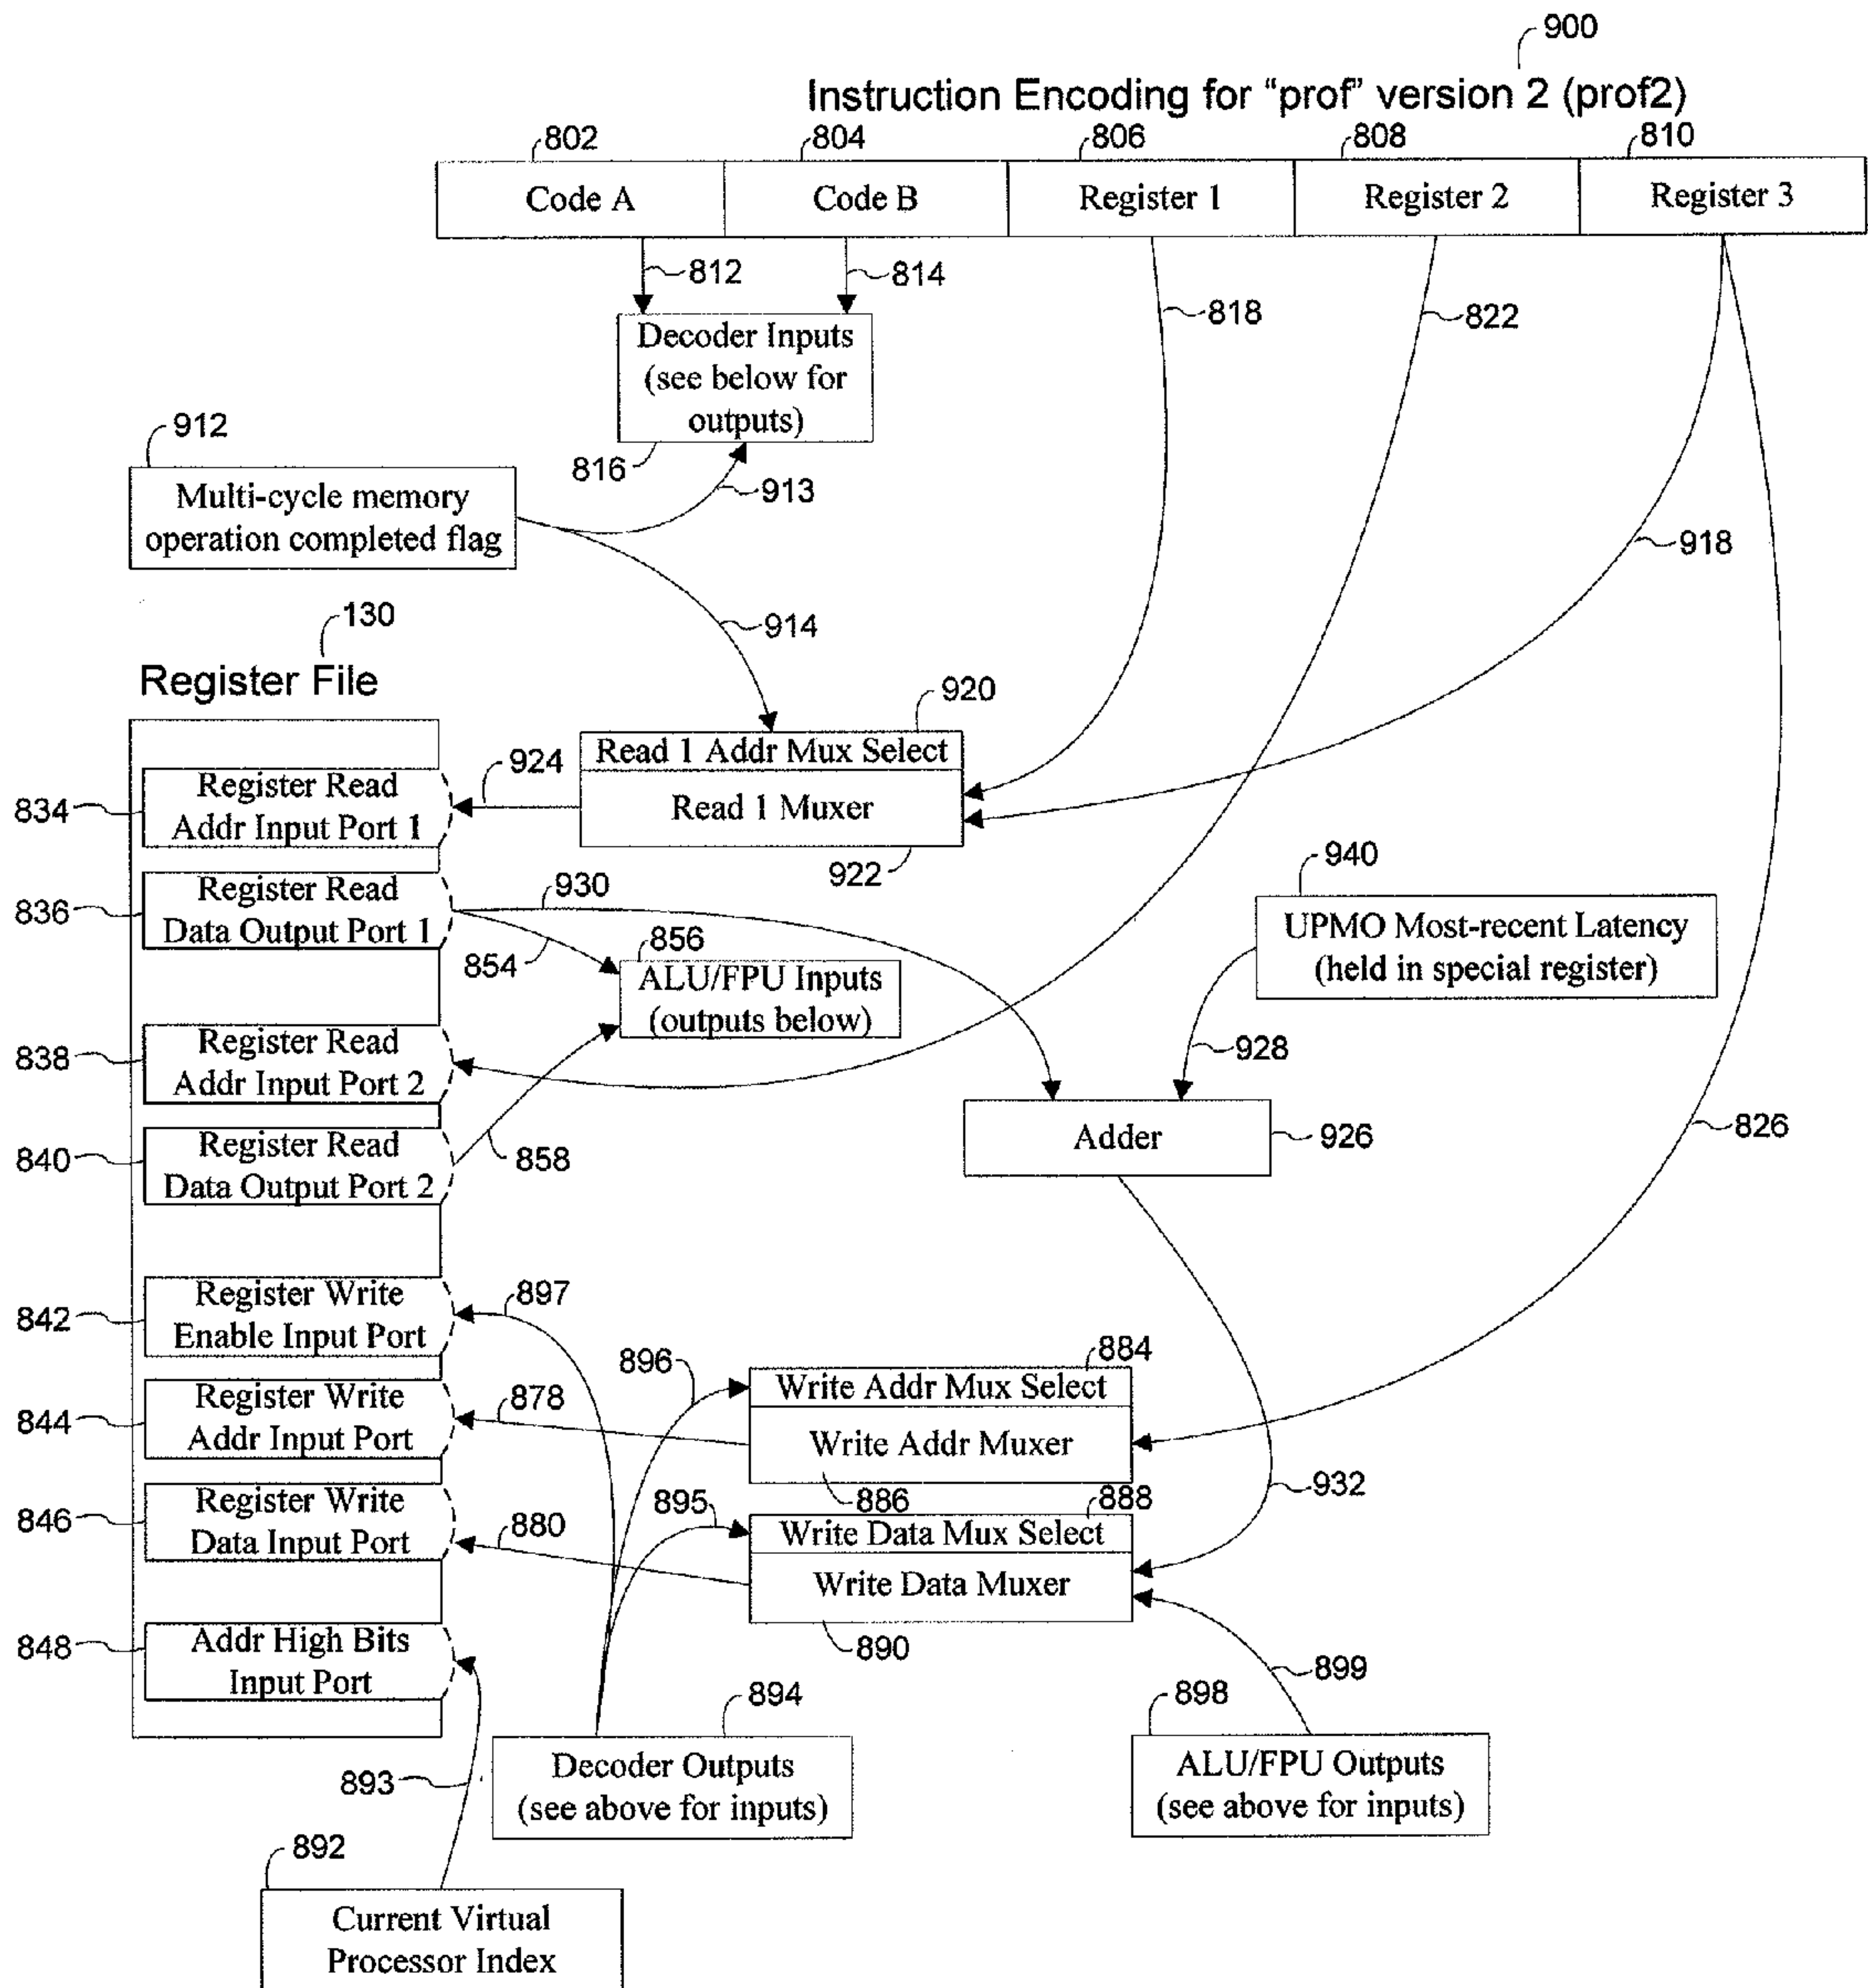 900
Instruction Encoding for “prof” version 2 (prof2)
802
804
806
808
810
Code A
Code B
Register 1
Register 2
Register 3
812
814
818
822
Decoder Inputs
(see below for
outputs)
816
913
912
Multi-cycle memory
operation completed flag
918
914
130
Register File
920
Read 1 Addr Mux Select
Read 1 Muxer
922
924
834
Register Read
Addr Input Port 1
836
Register Read
Data Output Port 1
930
854
856
ALU/FPU Inputs
(outputs below)
940
UPMO Most-recent Latency
(held in special register)
928
838
Register Read
Addr Input Port 2
Adder
926
826
840
Register Read
Data Output Port 2
858
842
Register Write
Enable Input Port
897
896
884
Write Addr Mux Select
Write Addr Muxer
886
844
Register Write
Addr Input Port
878
932
846
Register Write
Data Input Port
880
895
888
Write Data Mux Select
Write Data Muxer
890
848
Addr High Bits
Input Port
899
894
898
893
Decoder Outputs
(see above for inputs)
ALU/FPU Outputs
(see above for inputs)
892
Current Virtual
Processor Index